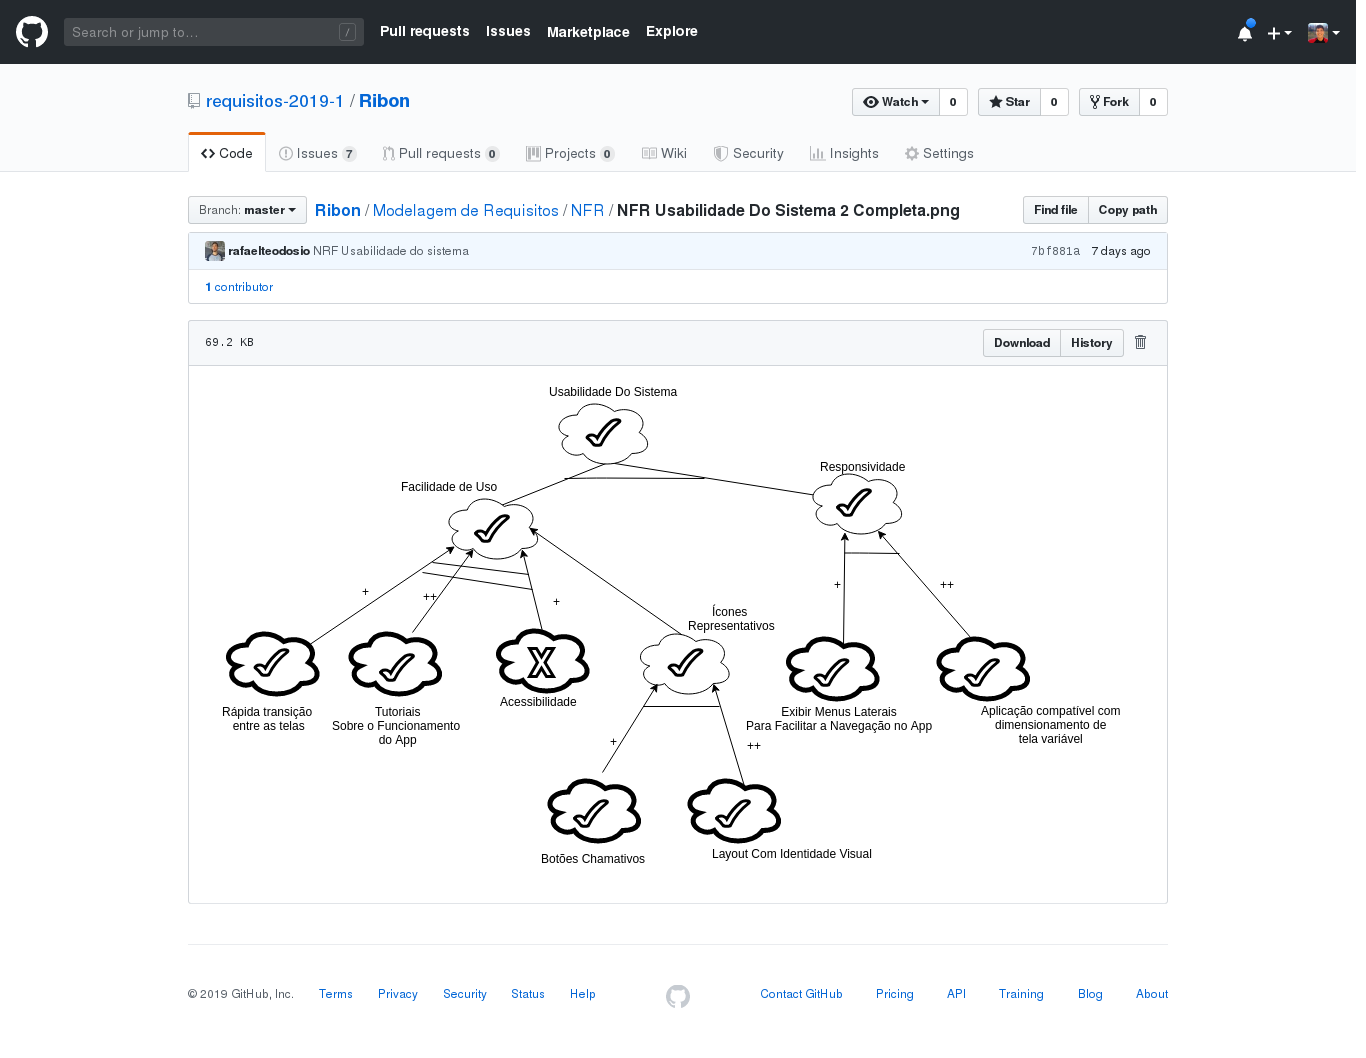 Search or jump to... /
Pull requests Issues Marketplace Explore
requisitos-2019-1 / Ribon
Watch 0 Star 0 Fork 0
Code Issues 7 Pull requests 0 Projects 0 Wiki Security Insights Settings
Branch: master Ribon / Modelagem de Requisitos / NFR / NFR Usabilidade Do Sistema 2 Completa.png Find file Copy path
rafaelteodosio NRF Usabilidade do sistema 7bf881a 7 days ago
1 contributor
69.2 KB Download History
Usabilidade Do Sistema
Responsividade
Facilidade de Uso
+ ++ + + ++
Ícones
Representativos
Acessibilidade
Rápida transição
entre as telas
Tutoriais
Sobre o Funcionamento
do App
Exibir Menus Laterais
Para Facilitar a Navegação no App
Aplicação compatível com
dimensionamento de
tela variável
+ ++
Botões Chamativos
Layout Com Identidade Visual
© 2019 GitHub, Inc. Terms Privacy Security Status Help Contact GitHub Pricing API Training Blog About